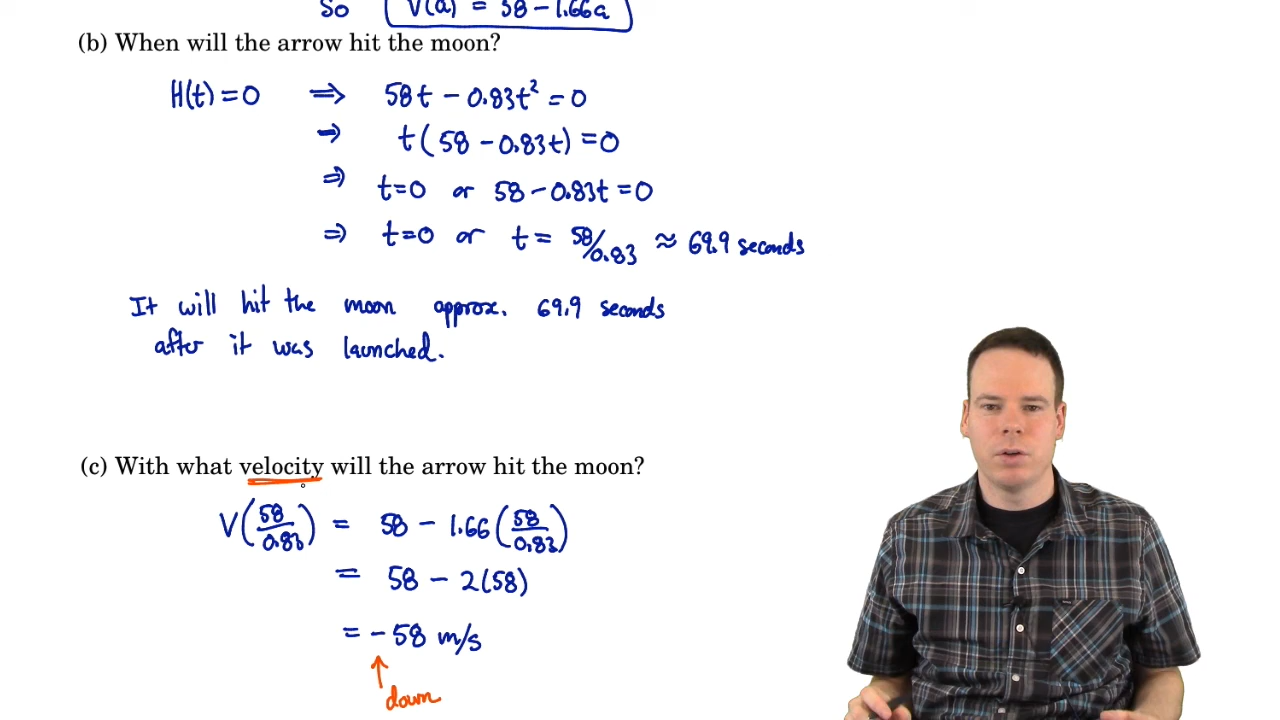 So V(a) = 58 - 1.66a
(b) When will the arrow hit the moon?
H(t) = 0 ⇒ 58t - 0.83t² = 0
⇒ t(58 - 0.83t) = 0
⇒ t=0 or 58 - 0.83t = 0
⇒ t=0 or t = 58/0.83 ≈ 69.9 seconds
It will hit the moon approx. 69.9 seconds
after it was launched.
(c) With what velocity will the arrow hit the moon?
V(58/0.83) = 58 - 1.66(58/0.83)
= 58 - 2(58)
= -58 m/s
↑ down